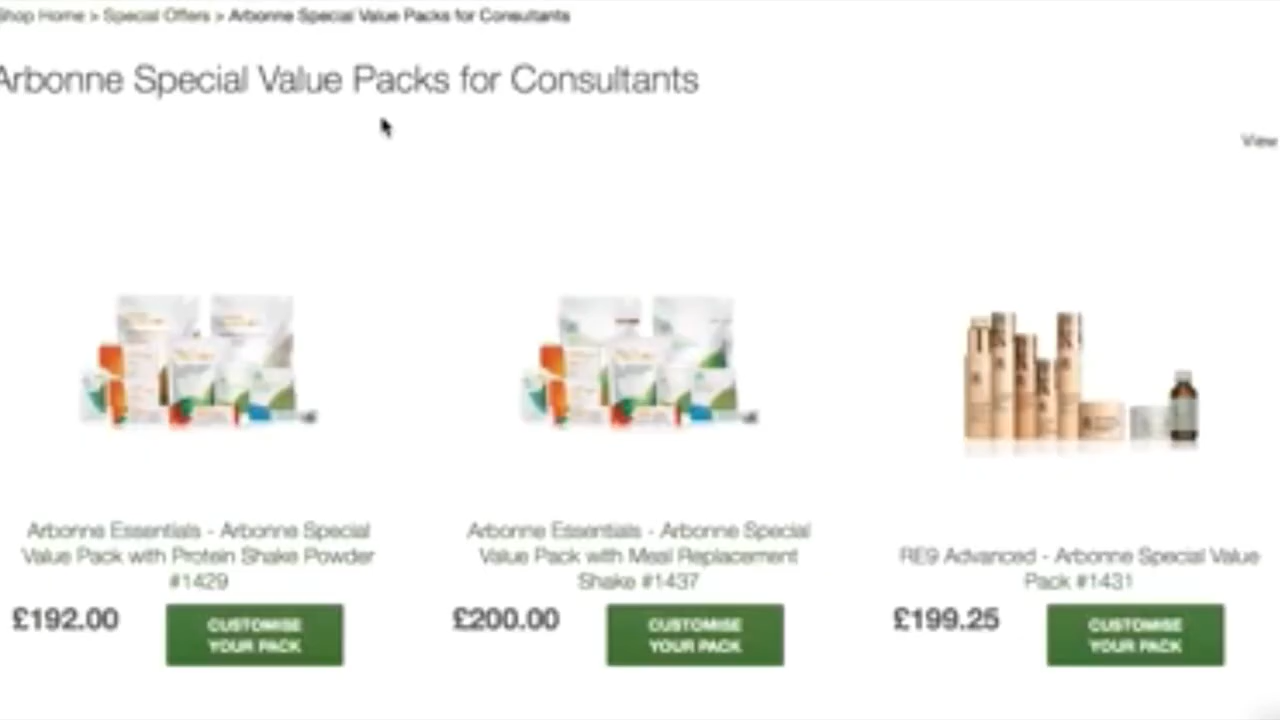 Shop Home > Special Offers > Arbonne Special Value Packs for Consultants
Arbonne Special Value Packs for Consultants
View
Arbonne Essentials - Arbonne Special
Value Pack with Protein Shake Powder
#1429
£192.00
CUSTOMISE
YOUR PACK
Arbonne Essentials - Arbonne Special
Value Pack with Meal Replacement
Shake #1437
£200.00
CUSTOMISE
YOUR PACK
RE9 Advanced - Arbonne Special Value
Pack #1431
£199.25
CUSTOMISE
YOUR PACK